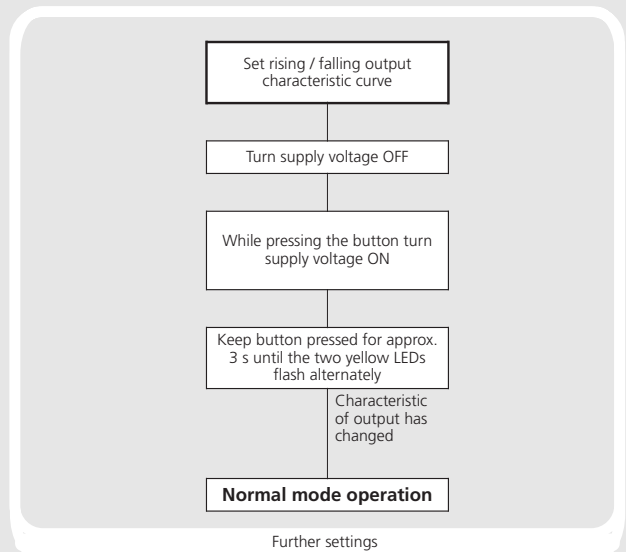 Set rising / falling output
characteristic curve
Turn supply voltage OFF
While pressing the button turn
supply voltage ON
Keep button pressed for approx.
3 s until the two yellow LEDs
flash alternately
Characteristic
of output has
changed
Normal mode operation
Further settings